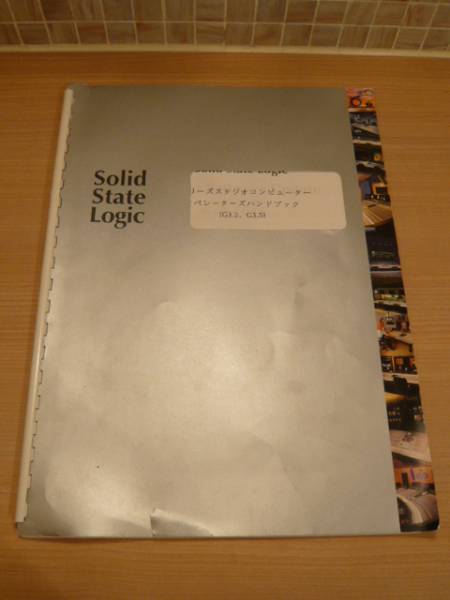 Solid
State
Logic
Solid State Logic
リーズスタジオコンピューター
ペレーターズハンドブック
(G3.2, G3.5)